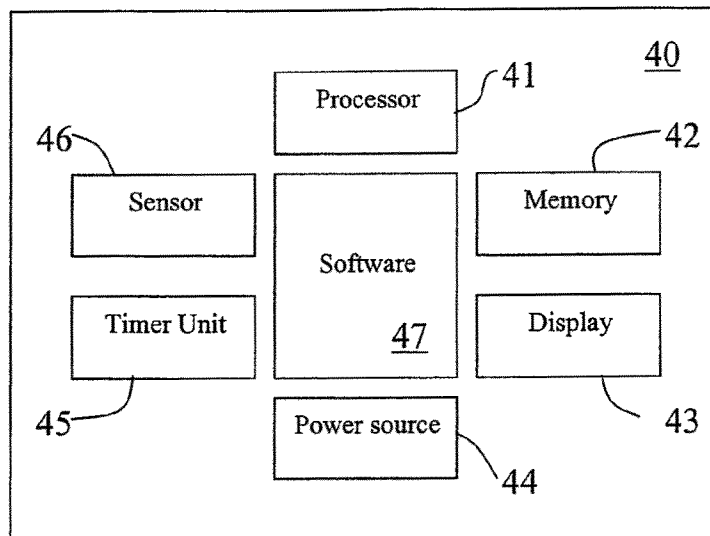 40
Processor
41
46
42
Sensor
Memory
Software
47
Timer Unit
Display
45
Power source
43
44